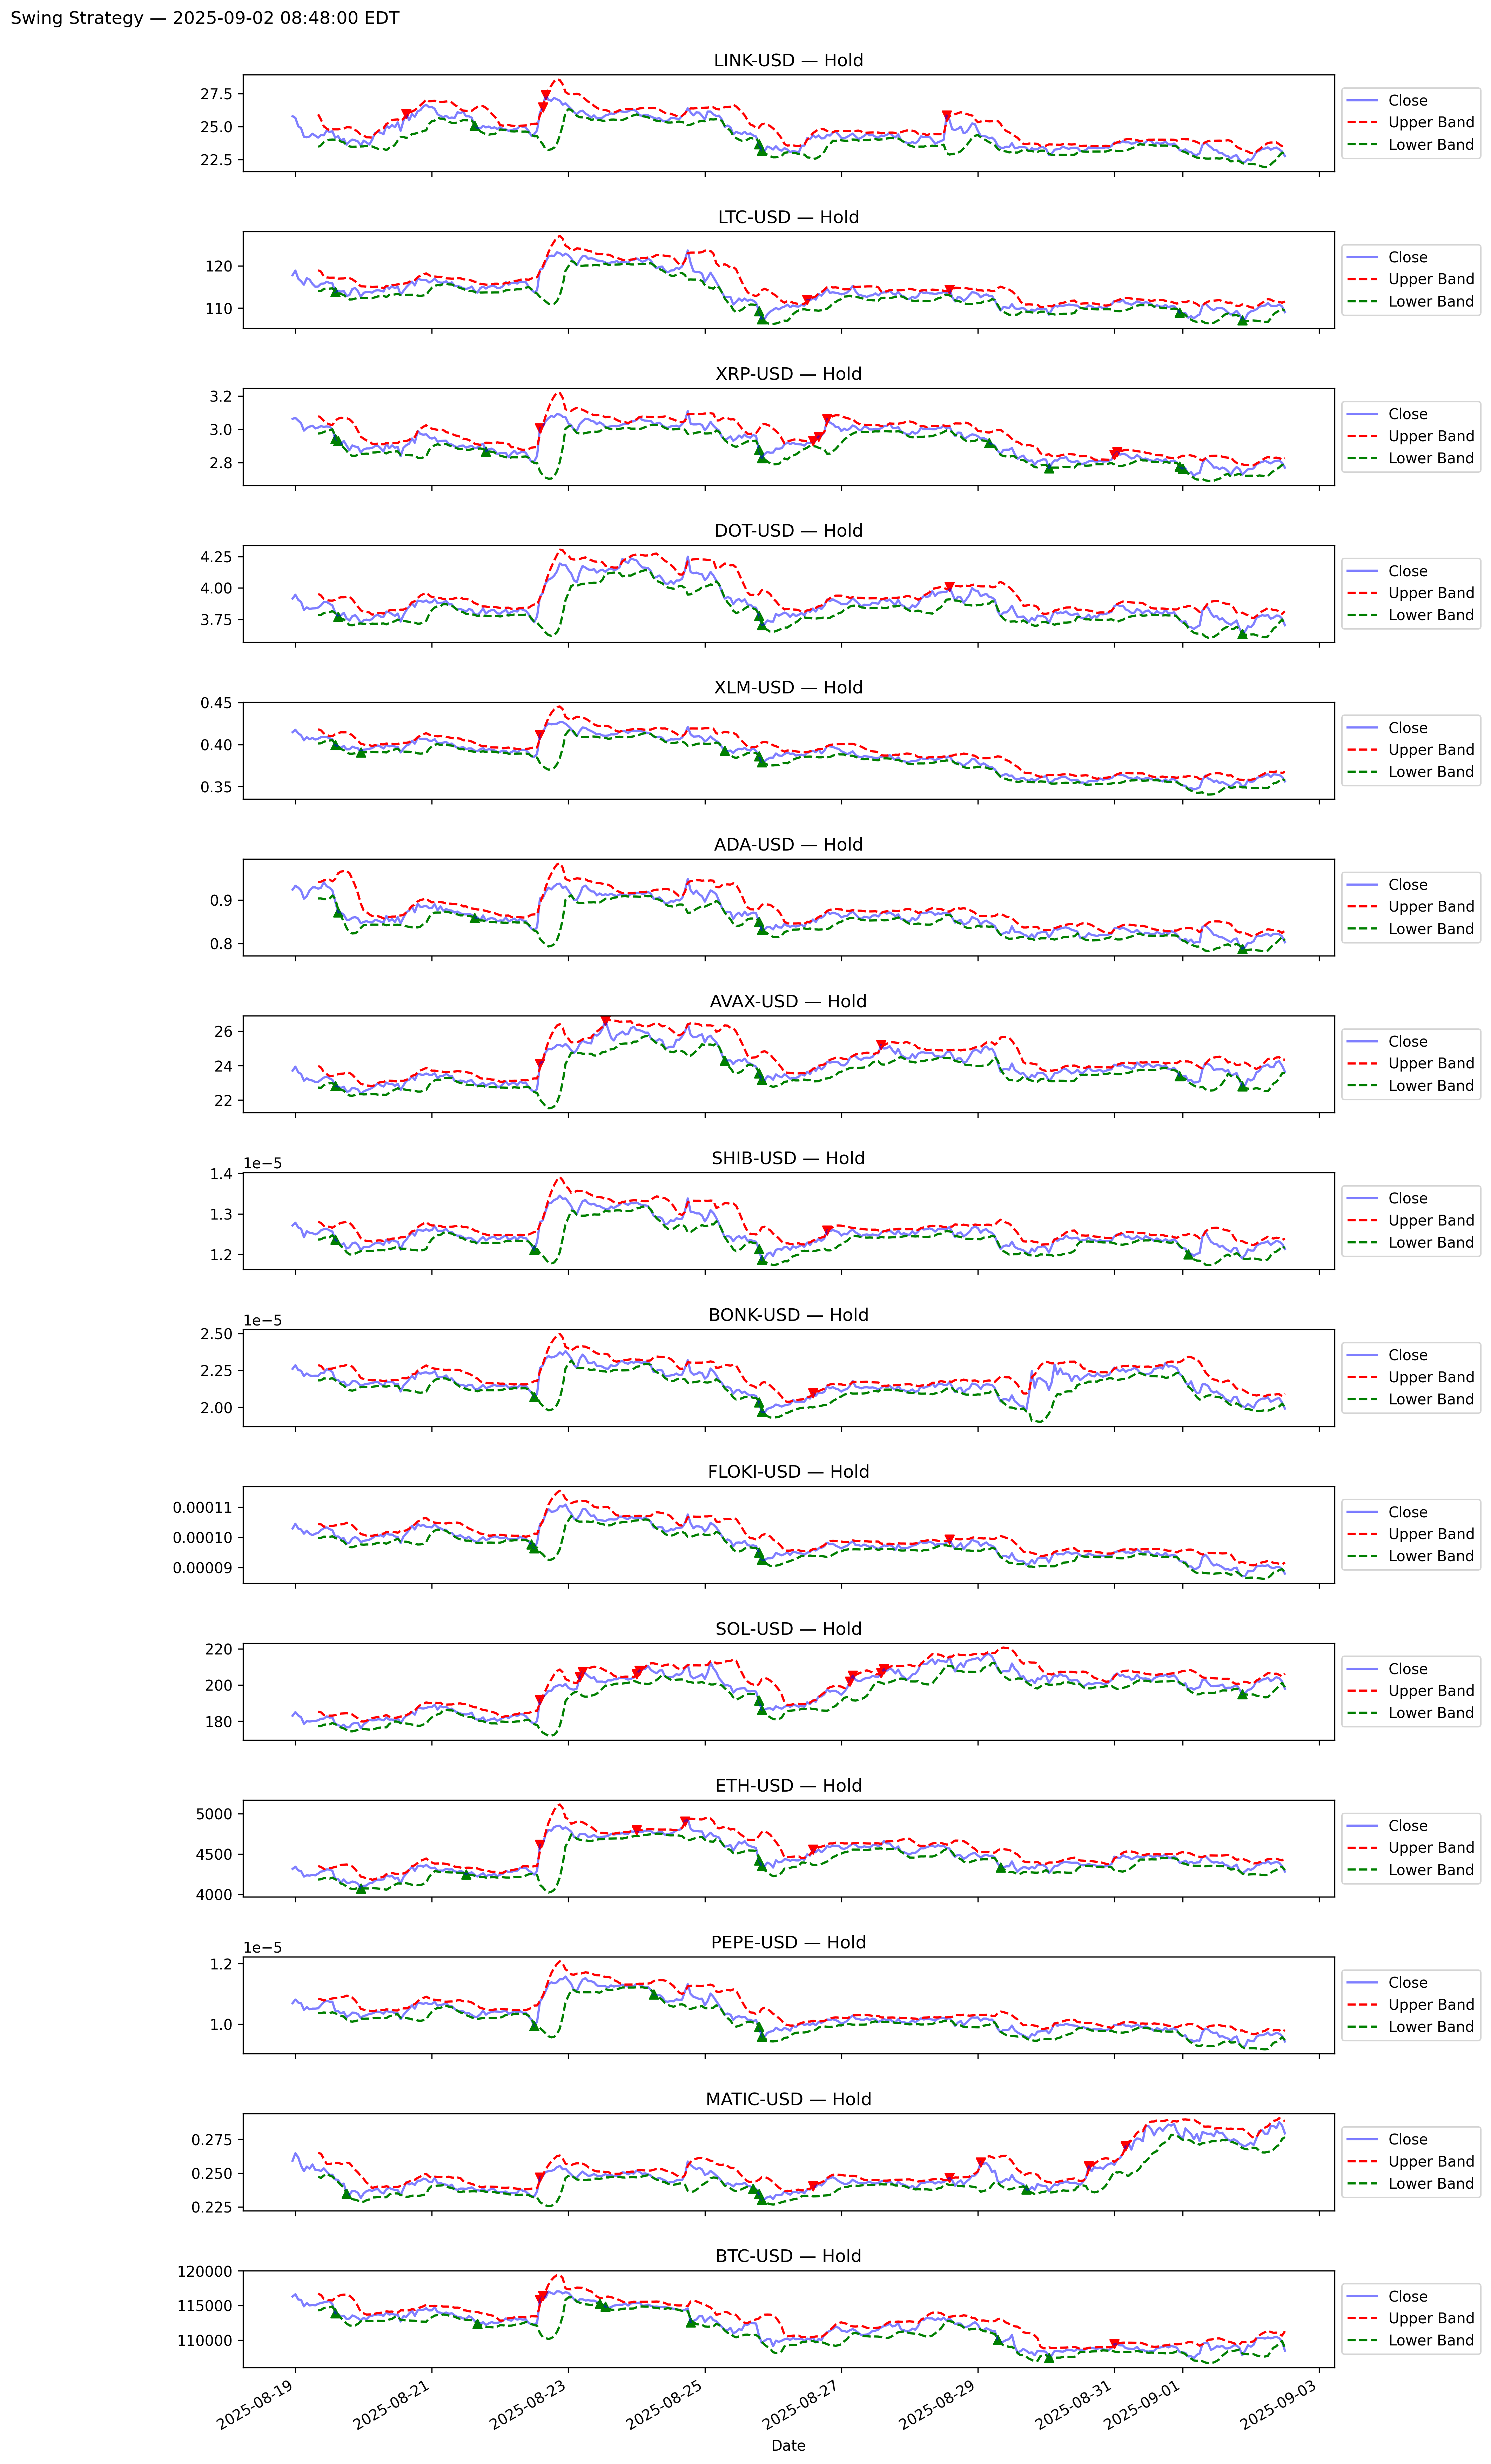 Swing Strategy — 2025-09-02 08:48:00 EDT
LINK-USD — Hold
27.5
25.0
22.5
Close
Upper Band
Lower Band
LTC-USD — Hold
120
110
Close
Upper Band
Lower Band
XRP-USD — Hold
3.2
3.0
2.8
Close
Upper Band
Lower Band
DOT-USD — Hold
4.25
4.00
3.75
Close
Upper Band
Lower Band
XLM-USD — Hold
0.45
0.40
0.35
Close
Upper Band
Lower Band
ADA-USD — Hold
0.9
0.8
Close
Upper Band
Lower Band
AVAX-USD — Hold
26
24
22
Close
Upper Band
Lower Band
SHIB-USD — Hold
1e−5
1.4
1.3
1.2
Close
Upper Band
Lower Band
BONK-USD — Hold
1e−5
2.50
2.25
2.00
Close
Upper Band
Lower Band
FLOKI-USD — Hold
0.00011
0.00010
0.00009
Close
Upper Band
Lower Band
SOL-USD — Hold
220
200
180
Close
Upper Band
Lower Band
ETH-USD — Hold
5000
4500
4000
Close
Upper Band
Lower Band
PEPE-USD — Hold
1e−5
1.2
1.0
Close
Upper Band
Lower Band
MATIC-USD — Hold
0.275
0.250
0.225
Close
Upper Band
Lower Band
BTC-USD — Hold
120000
115000
110000
Close
Upper Band
Lower Band
2025-08-19
2025-08-21
2025-08-23
2025-08-25
2025-08-27
2025-08-29
2025-08-31
2025-09-01
2025-09-03
Date